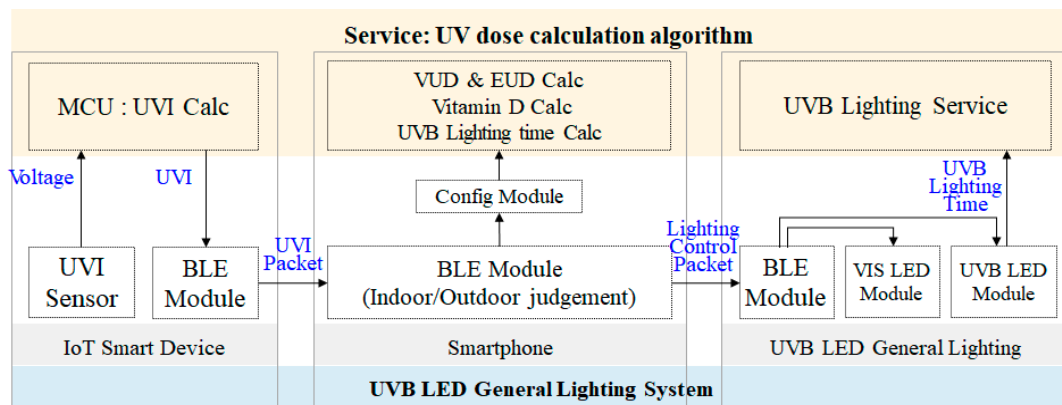 Service: UV dose calculation algorithm
MCU : UVI Calc
VUD & EUD Calc
Vitamin D Calc
UVB Lighting time Calc
UVB Lighting Service
Voltage
UVI
Config Module
UVB
Lighting
Time
UVI
Sensor
BLE
Module
UVI
Packet
BLE Module
(Indoor/Outdoor judgement)
Lighting
Control
Packet
BLE
Module
VIS LED
Module
UVB LED
Module
IoT Smart Device
Smartphone
UVB LED General Lighting
UVB LED General Lighting System